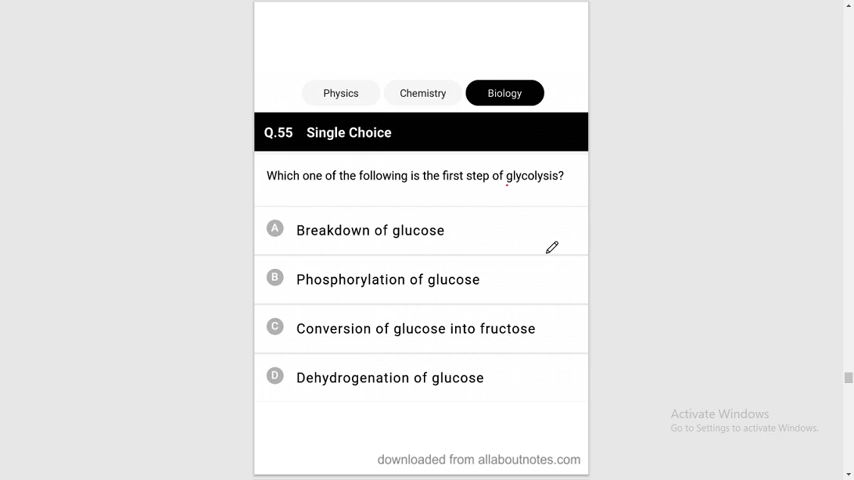 Physics Chemistry Biology
Q.55 Single Choice
Which one of the following is the first step of glycolysis?
A Breakdown of glucose
B Phosphorylation of glucose
C Conversion of glucose into fructose
D Dehydrogenation of glucose
Activate Windows
Go to Settings to activate Windows.
downloaded from allaboutnotes.com